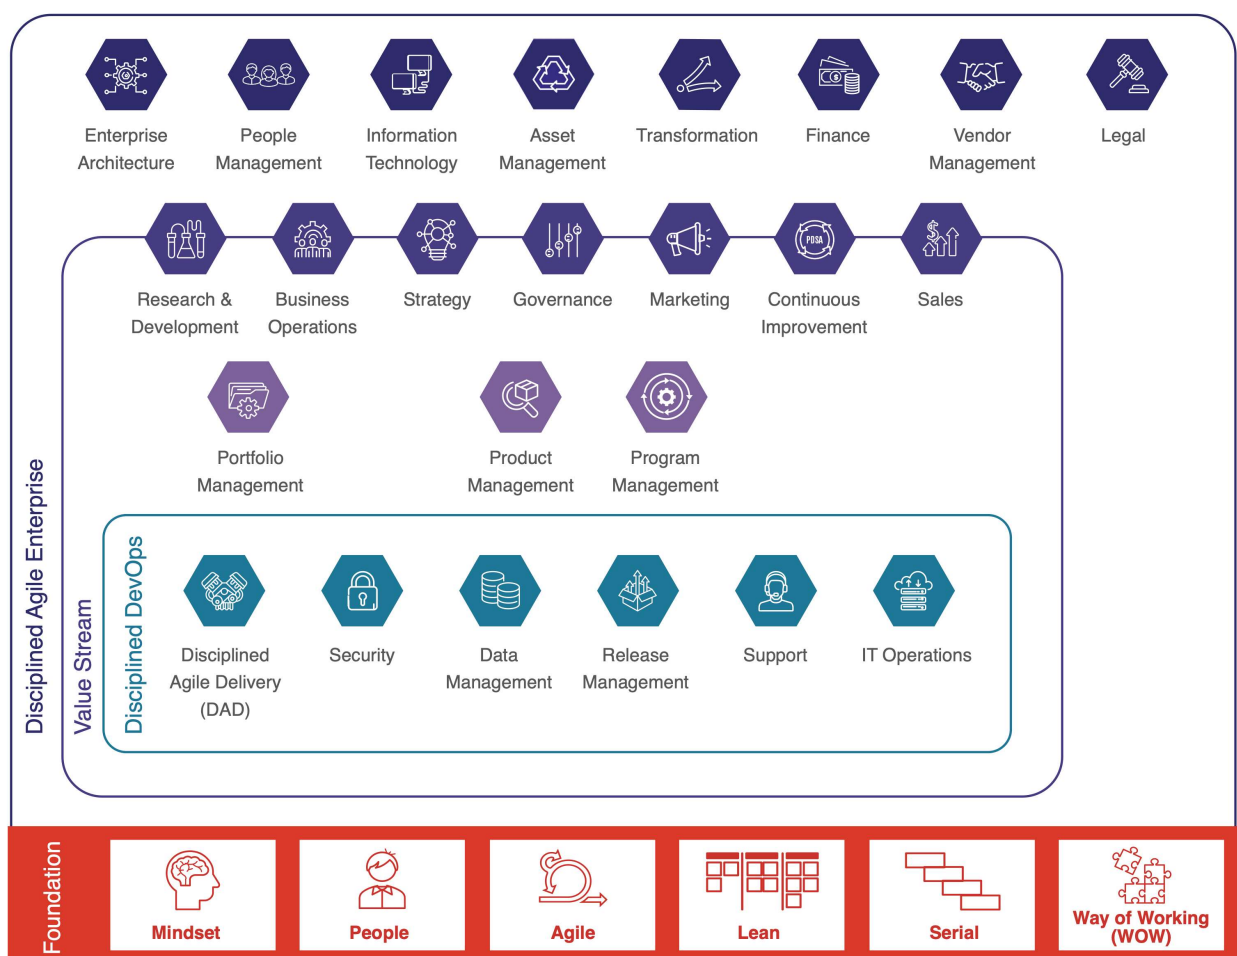 Enterprise
Architecture
People
Management
Information
Technology
Asset
Management
Transformation
Finance
Vendor
Management
Legal
PDSA
$
Research &
Development
Business
Operations
Strategy
Governance
Marketing
Continuous
Improvement
Sales
Portfolio
Management
Product
Management
Program
Management
Disciplined Agile Enterprise
Value Stream
Disciplined DevOps
Disciplined
Agile Delivery
(DAD)
Security
Data
Management
Release
Management
Support
IT Operations
Foundation
Mindset
People
Agile
Lean
Serial
Way of Working
(WOW)